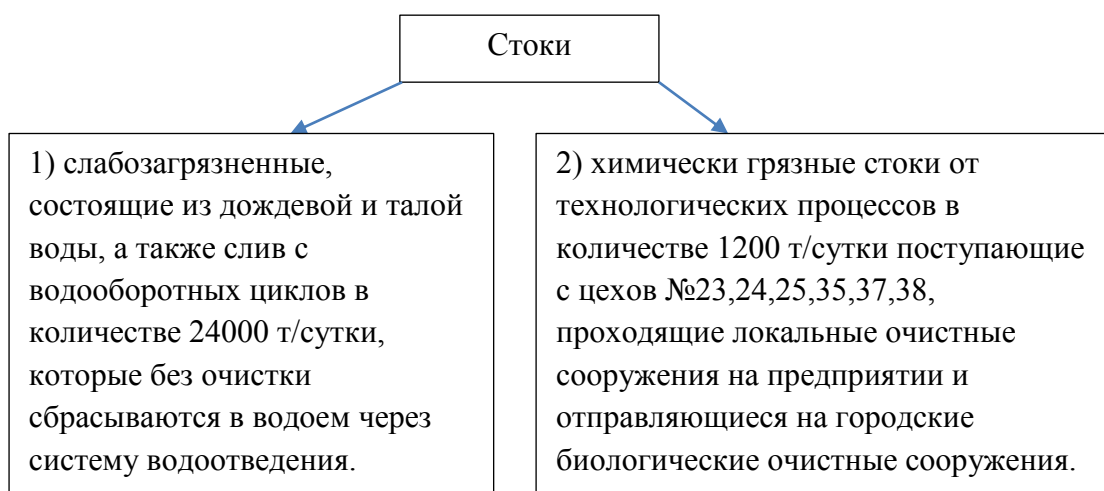 Стоки
1) слабозагрязненные,
состоящие из дождевой и талой
воды, а также слив с
водооборотных циклов в
количестве 24000 т/сутки,
которые без очистки
сбрасываются в водоем через
систему водоотведения.
2) химически грязные стоки от
технологических процессов в
количестве 1200 т/сутки поступающие
с цехов №23,24,25,35,37,38,
проходящие локальные очистные
сооружения на предприятии и
отправляющиеся на городские
биологические очистные сооружения.